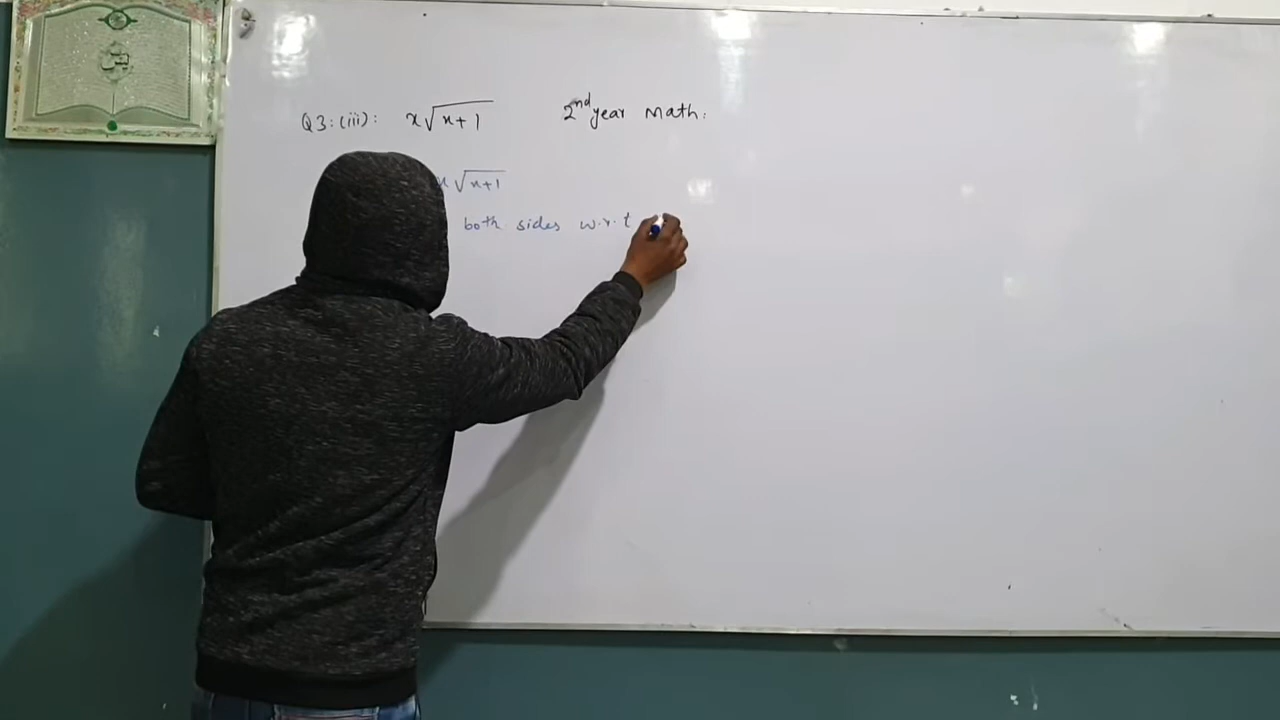 Q3:(iii): x√x+1 2nd year Math:
x√x+1
both sides w.r.t